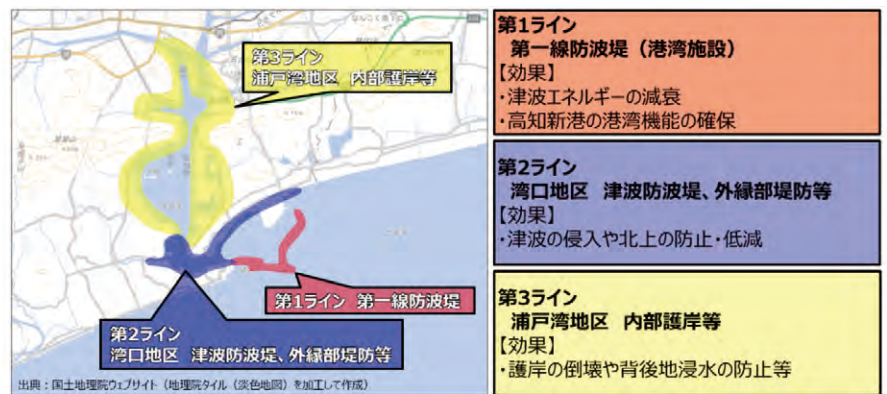 第3ライン
浦戸湾地区 内部護岸等
第1ライン 第一線防波堤
第2ライン
湾口地区 津波防波堤、外縁部堤防等
出典:国土地理院ウェブサイト(地理院タイル(淡色地図)を加工して作成)
第1ライン
第一線防波堤(港湾施設)
【効果】
・津波エネルギーの減衰
・高知新港の港湾機能の確保
第2ライン
湾口地区 津波防波堤、外縁部堤防等
【効果】
・津波の侵入や北上の防止・低減
第3ライン
浦戸湾地区 内部護岸等
【効果】
・護岸の倒壊や背後地浸水の防止等